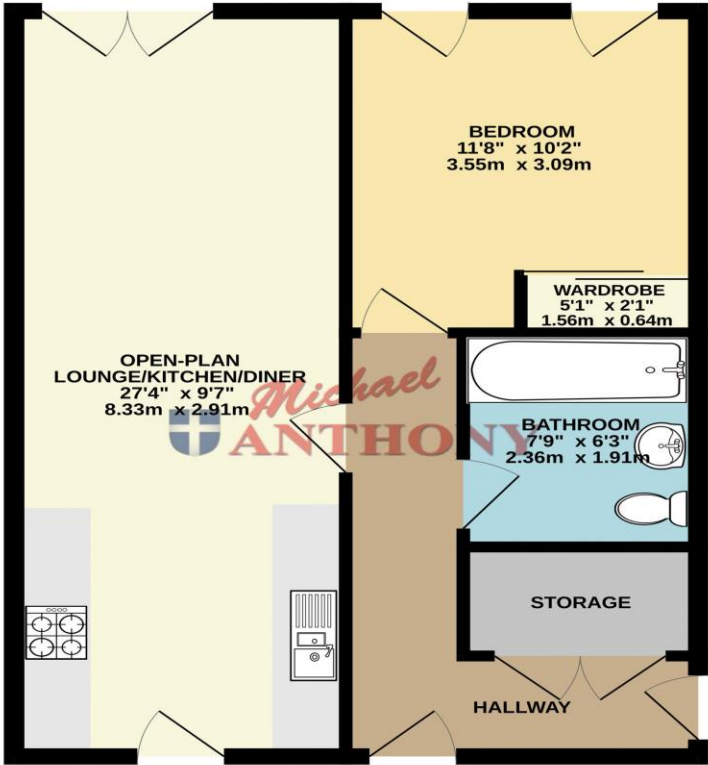 BEDROOM
11'8" x 10'2"
3.55m x 3.09m
WARDROBE
5'1" x 2'1"
1.56m x 0.64m
OPEN-PLAN
LOUNGE/KITCHEN/DINER
27'4" x 9'7"
8.33m x 2.91m
Michael
ANTHONY
BATHROOM
7'9" x 6'3"
2.36m x 1.91m
STORAGE
HALLWAY